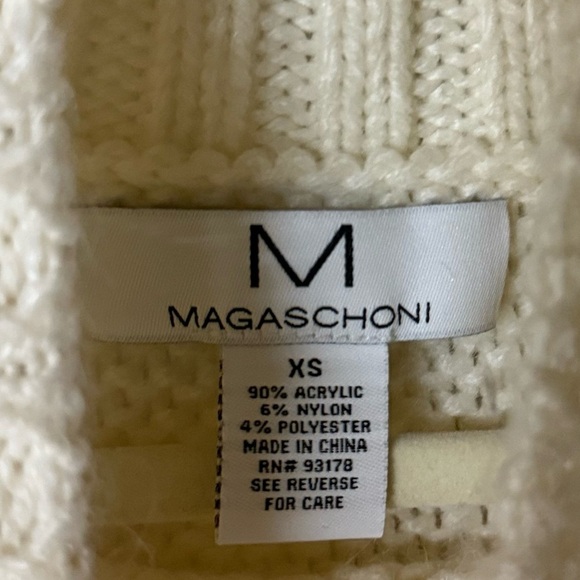 M
MAGASCHONI
XS
90% ACRYLIC
6% NYLON
4% POLYESTER
MADE IN CHINA
RN# 93178
SEE REVERSE
FOR CARE